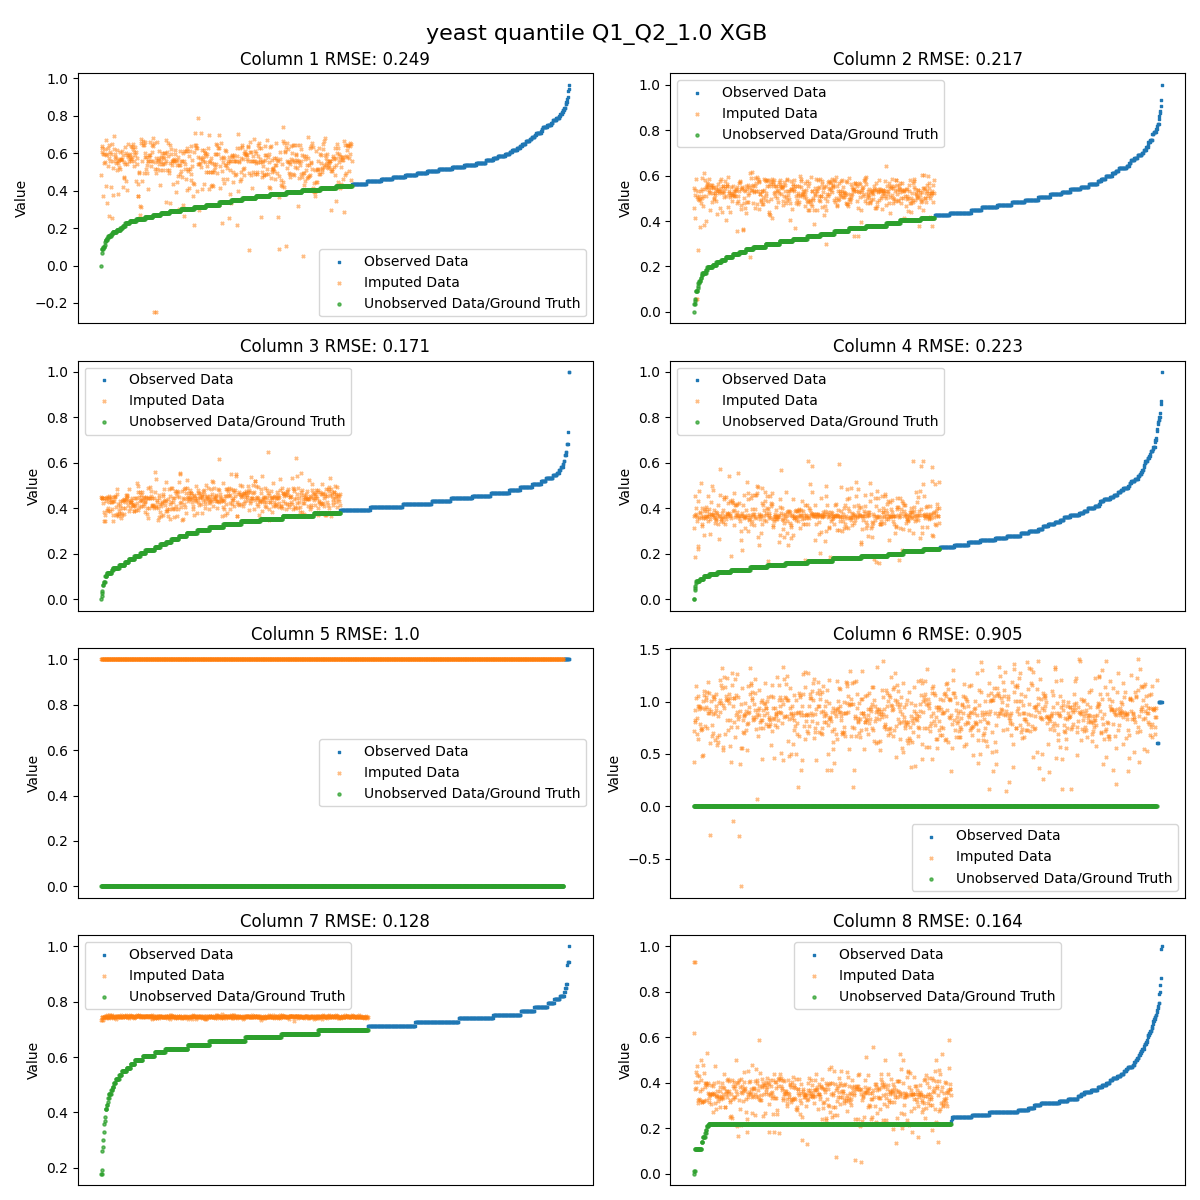 yeast quantile Q1_Q2_1.0 XGB
Column 1 RMSE: 0.249
1.0
0.8
0.6
0.4
0.2
0.0
−0.2
Value
Observed Data
Imputed Data
Unobserved Data/Ground Truth
Column 2 RMSE: 0.217
1.0
0.8
0.6
0.4
0.2
0.0
Value
Observed Data
Imputed Data
Unobserved Data/Ground Truth
Column 3 RMSE: 0.171
1.0
0.8
0.6
0.4
0.2
0.0
Value
Observed Data
Imputed Data
Unobserved Data/Ground Truth
Column 4 RMSE: 0.223
1.0
0.8
0.6
0.4
0.2
0.0
Value
Observed Data
Imputed Data
Unobserved Data/Ground Truth
Column 5 RMSE: 1.0
1.0
0.8
0.6
0.4
0.2
0.0
Value
Observed Data
Imputed Data
Unobserved Data/Ground Truth
Column 6 RMSE: 0.905
1.5
1.0
0.5
0.0
−0.5
Value
Observed Data
Imputed Data
Unobserved Data/Ground Truth
Column 7 RMSE: 0.128
1.0
0.8
0.6
0.4
0.2
Value
Observed Data
Imputed Data
Unobserved Data/Ground Truth
Column 8 RMSE: 0.164
1.0
0.8
0.6
0.4
0.2
0.0
Value
Observed Data
Imputed Data
Unobserved Data/Ground Truth